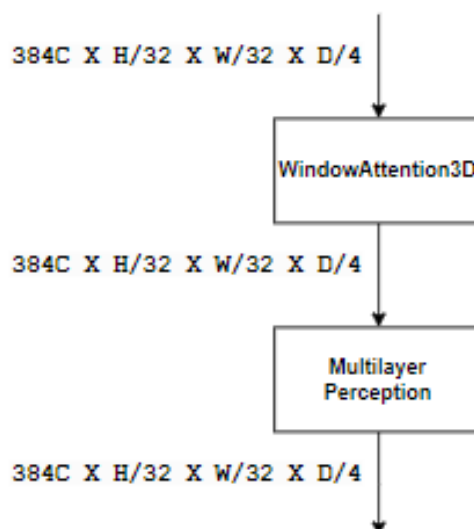 384C X H/32 X W/32 X D/4
WindowAttention3D
384C X H/32 X W/32 X D/4
Multilayer
Perception
384C X H/32 X W/32 X D/4